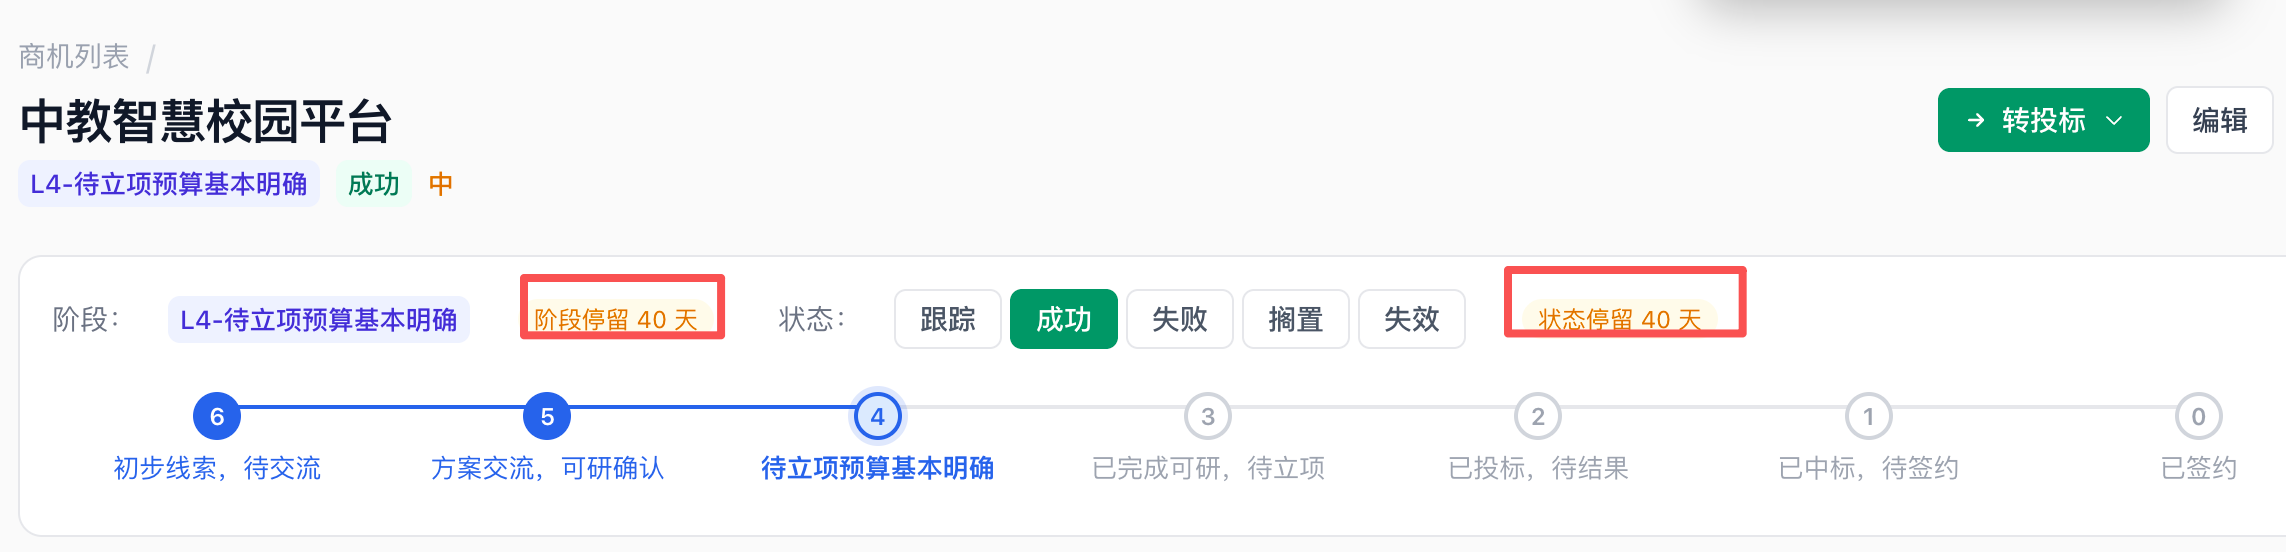 商机列表 /
中教智慧校园平台
→ 转投标 编辑
L4-待立项预算基本明确 成功 中
阶段： L4-待立项预算基本明确 阶段停留 40 天 状态： 跟踪 成功 失败 搁置 失效 状态停留 40 天
6 5 4 3 2 1 0
初步线索，待交流 方案交流，可研确认 待立项预算基本明确 已完成可研，待立项 已投标，待结果 已中标，待签约 已签约